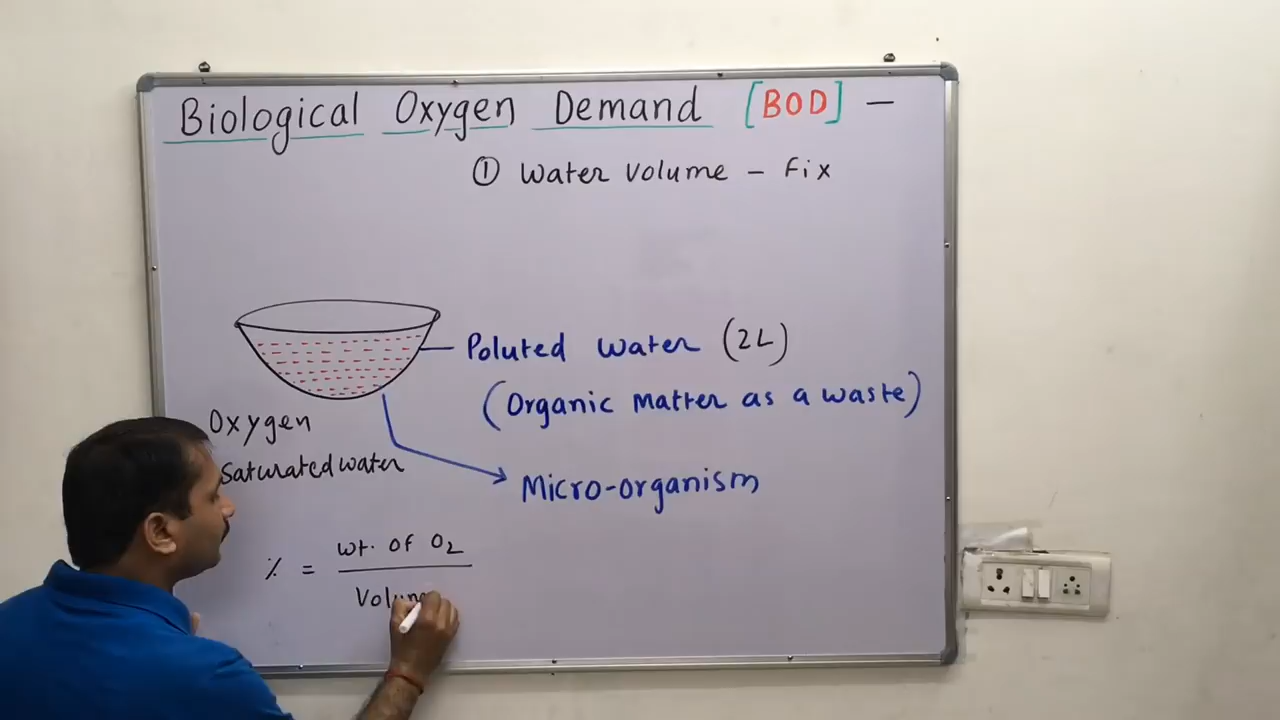 Biological Oxygen Demand [BOD] —
① Water Volume – Fix
Poluted water (2L)
(Organic Matter as a waste)
Oxygen
Saturated water
Micro-organism
% = wt. of O2
Volume